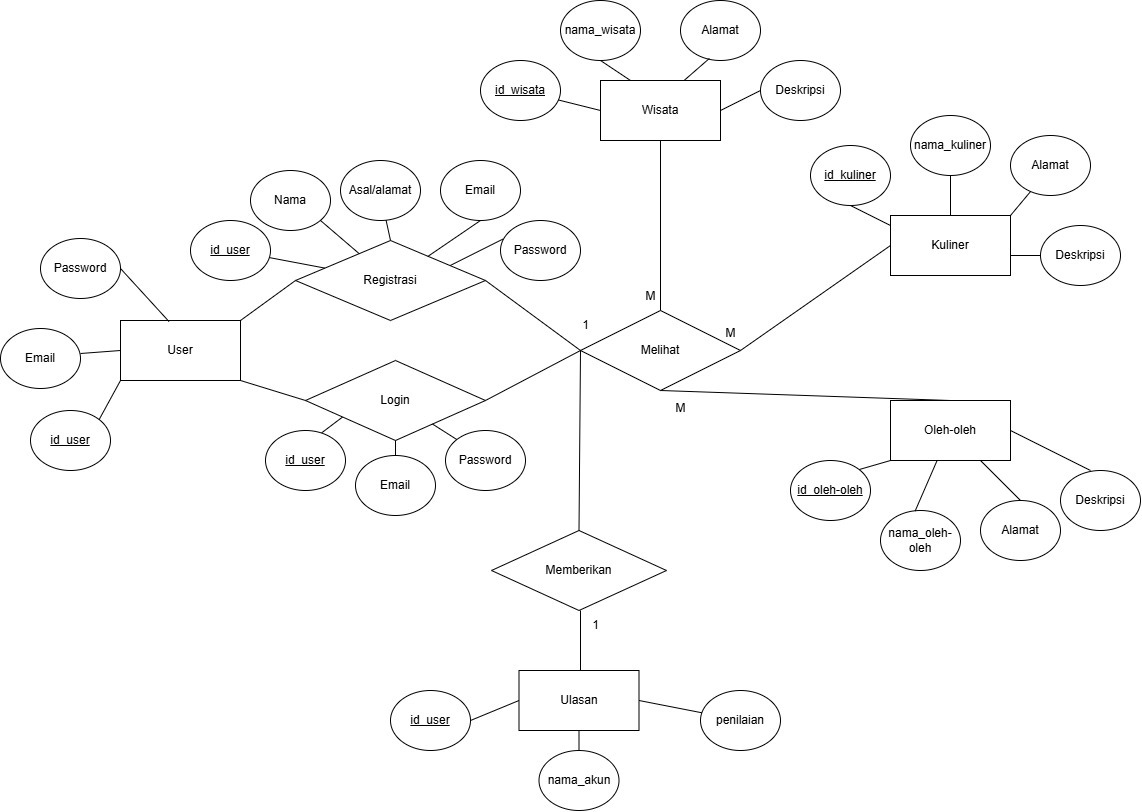 nama_wisata
Alamat
id_wisata
Deskripsi
Wisata
nama_kuliner
id_kuliner
Alamat
Kuliner
Deskripsi
Nama
Asal/alamat
Email
id_user
Password
Registrasi
Password
User
Email
id_user
Login
id_user
Email
Password
M
1
M
Melihat
M
Oleh-oleh
id_oleh-oleh
nama_oleh-
oleh
Alamat
Deskripsi
Memberikan
1
Ulasan
id_user
penilaian
nama_akun